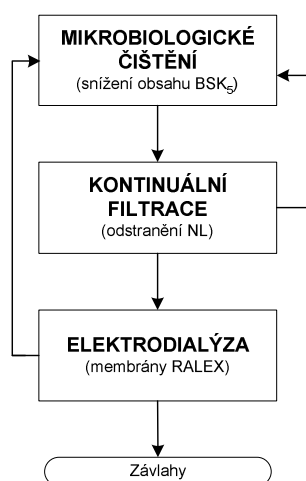 MIKROBIOLOGICKÉ
ČIŠTĚNÍ
(snížení obsahu BSK₅)
KONTINUÁLNÍ
FILTRACE
(odstranění NL)
ELEKTRODIALÝZA
(membrány RALEX)
Závlahy